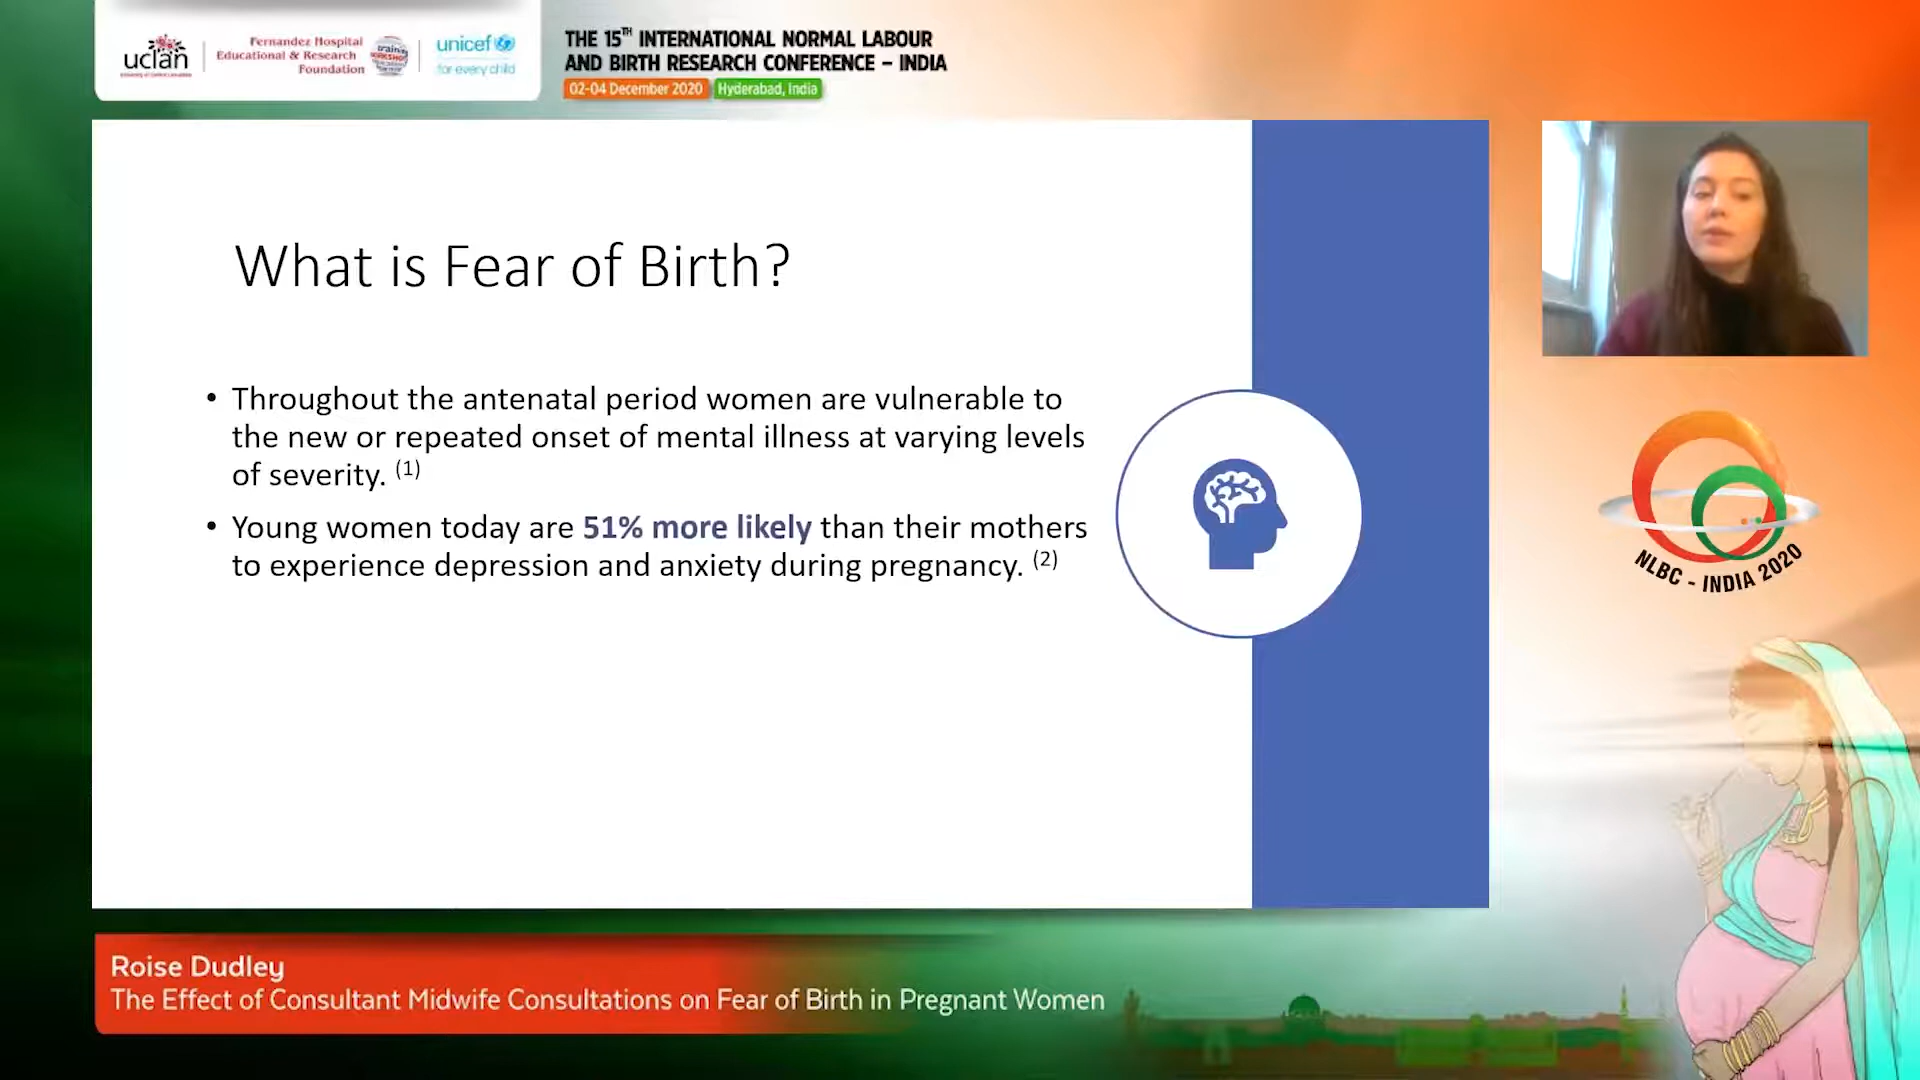 uclan
Fernandez Hospital
Educational & Research
Foundation
unicef
for every child
THE 15TH INTERNATIONAL NORMAL LABOUR
AND BIRTH RESEARCH CONFERENCE – INDIA
02-04 December 2020 Hyderabad, India
What is Fear of Birth?
• Throughout the antenatal period women are vulnerable to
the new or repeated onset of mental illness at varying levels
of severity. (1)
• Young women today are 51% more likely than their mothers
to experience depression and anxiety during pregnancy. (2)
NLBC - INDIA 2020
Roise Dudley
The Effect of Consultant Midwife Consultations on Fear of Birth in Pregnant Women